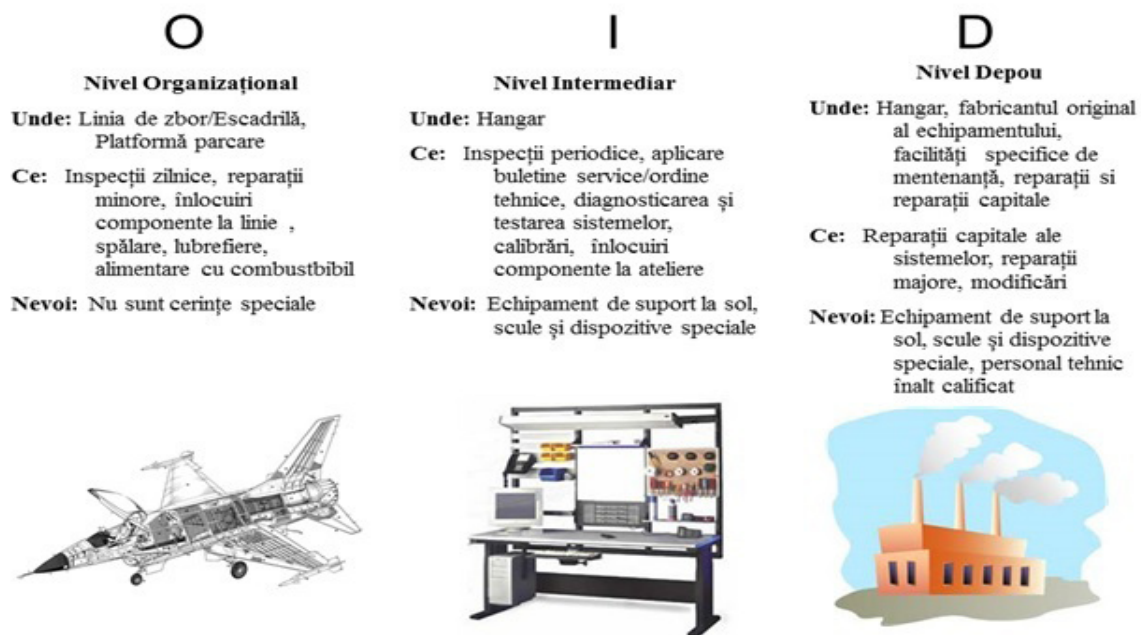 O
Nivel Organizațional
Unde: Linia de zbor/Escadrilă,
Platformă parcare
Ce: Inspecții zilnice, reparații
minore, înlocuiri
componente la linie ,
spălare, lubrefiere,
alimentare cu combustbibil
Nevoi: Nu sunt cerințe speciale
I
Nivel Intermediar
Unde: Hangar
Ce: Inspecții periodice, aplicare
buletine service/ordine
tehnice, diagnosticarea și
testarea sistemelor,
calibrări, înlocuiri
componente la ateliere
Nevoi: Echipament de suport la sol,
scule și dispozitive speciale
D
Nivel Depou
Unde: Hangar, fabricantul original
al echipamentului,
facilități specifice de
mentenanță, reparații si
reparații capitale
Ce: Reparații capitale ale
sistemelor, reparații
majore, modificări
Nevoi: Echipament de suport la
sol, scule și dispozitive
speciale, personal tehnic
înalt calificat